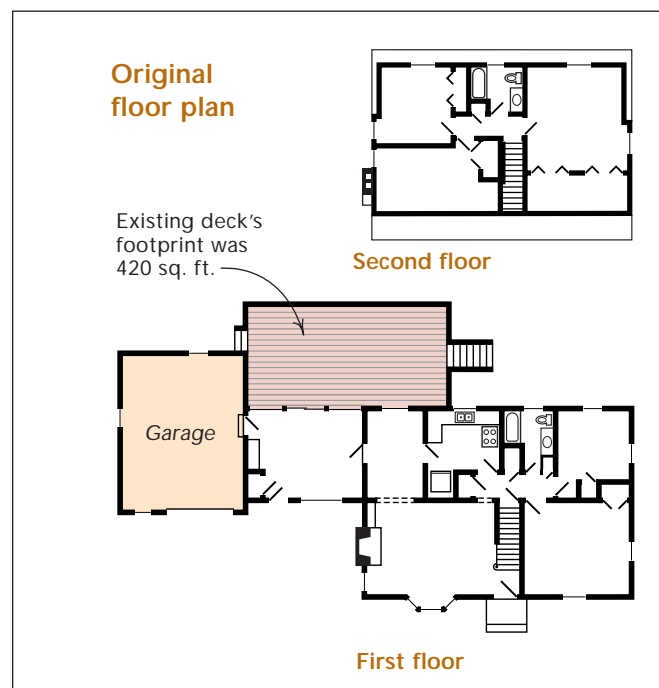 Original
floor plan
Existing deck's
footprint was
420 sq. ft.
Second floor
Garage
First floor